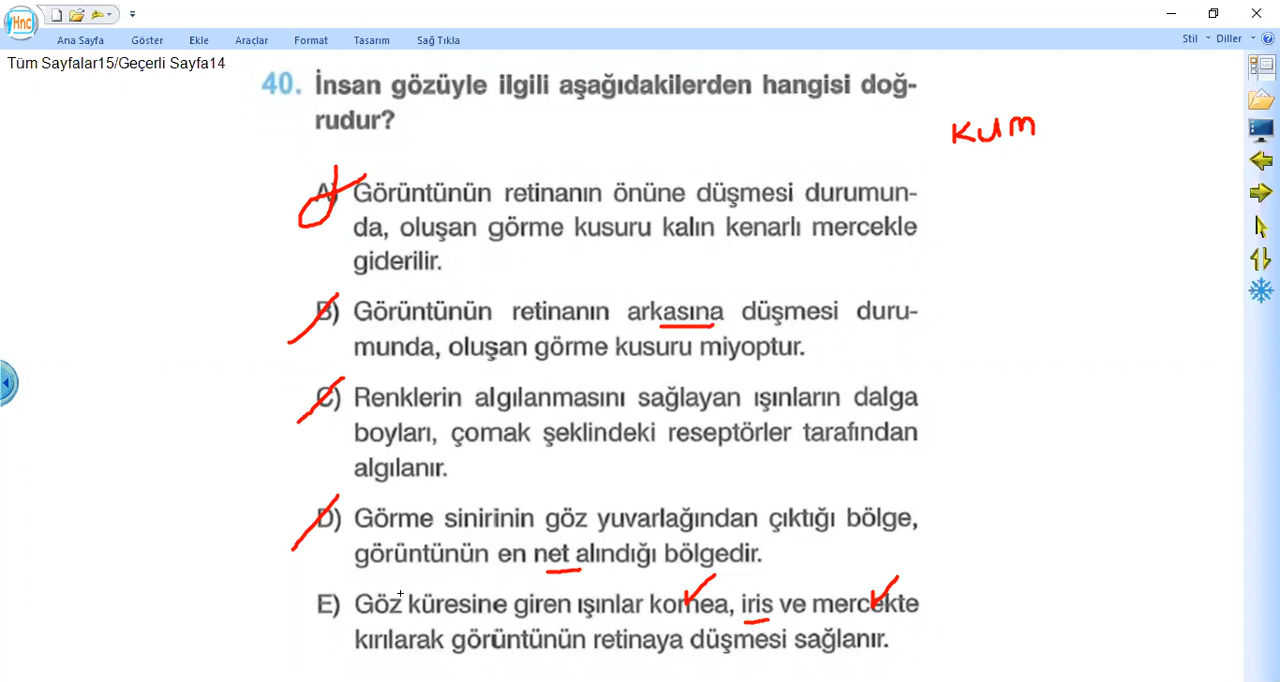 Hnc
Ana Sayfa Göster Ekle Araçlar Format Tasarım Sağ Tıkla Stil Diller
Tüm Sayfalar15/Geçerli Sayfa14
40. İnsan gözüyle ilgili aşağıdakilerden hangisi doğ-
rudur?
KUM
A) Görüntünün retinanın önüne düşmesi durumun-
da, oluşan görme kusuru kalın kenarlı mercekle
giderilir.
B) Görüntünün retinanın arkasına düşmesi duru-
munda, oluşan görme kusuru miyoptur.
C) Renklerin algılanmasını sağlayan ışınların dalga
boyları, çomak şeklindeki reseptörler tarafından
algılanır.
D) Görme sinirinin göz yuvarlağından çıktığı bölge,
görüntünün en net alındığı bölgedir.
E) Göz küresine giren ışınlar kornea, iris ve mercekte
kırılarak görüntünün retinaya düşmesi sağlanır.